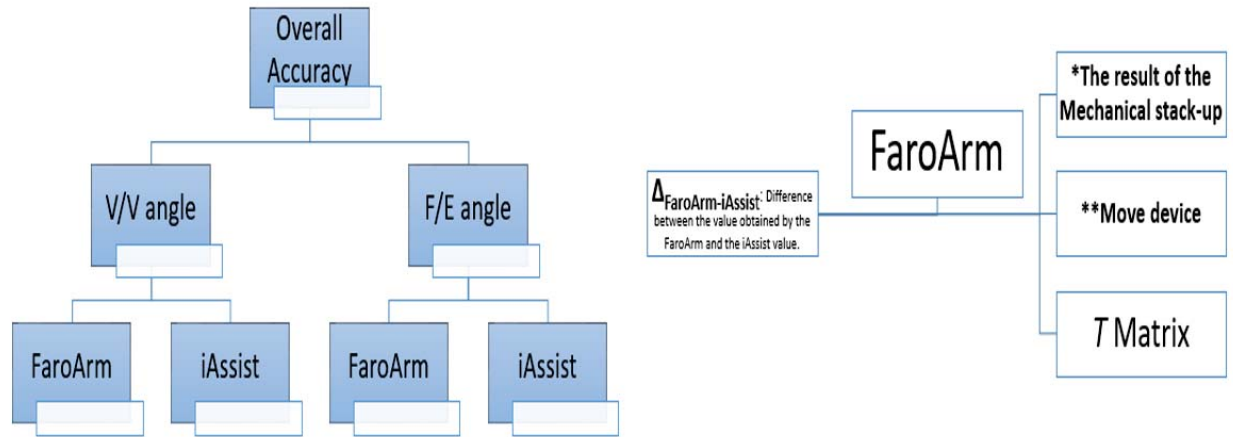 Overall
Accuracy
V/V angle
F/E angle
FaroArm
iAssist
FaroArm
iAssist
Δ_FaroArm-iAssist: Difference
between the value obtained by the
FaroArm and the iAssist value.
FaroArm
*The result of the
Mechanical stack-up
**Move device
T Matrix